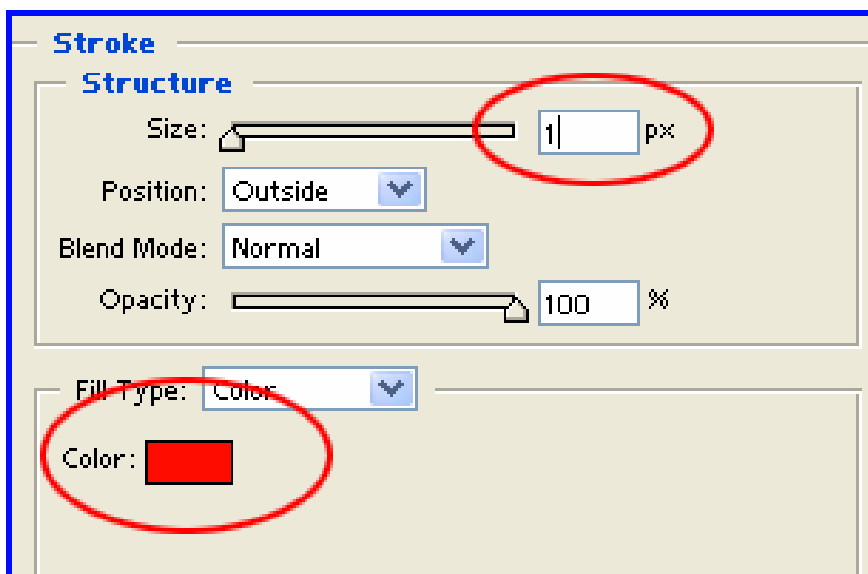 Stroke
Structure
Size: 1 px
Position: Outside
Blend Mode: Normal
Opacity: 100 %
Fill Type: Color
Color: